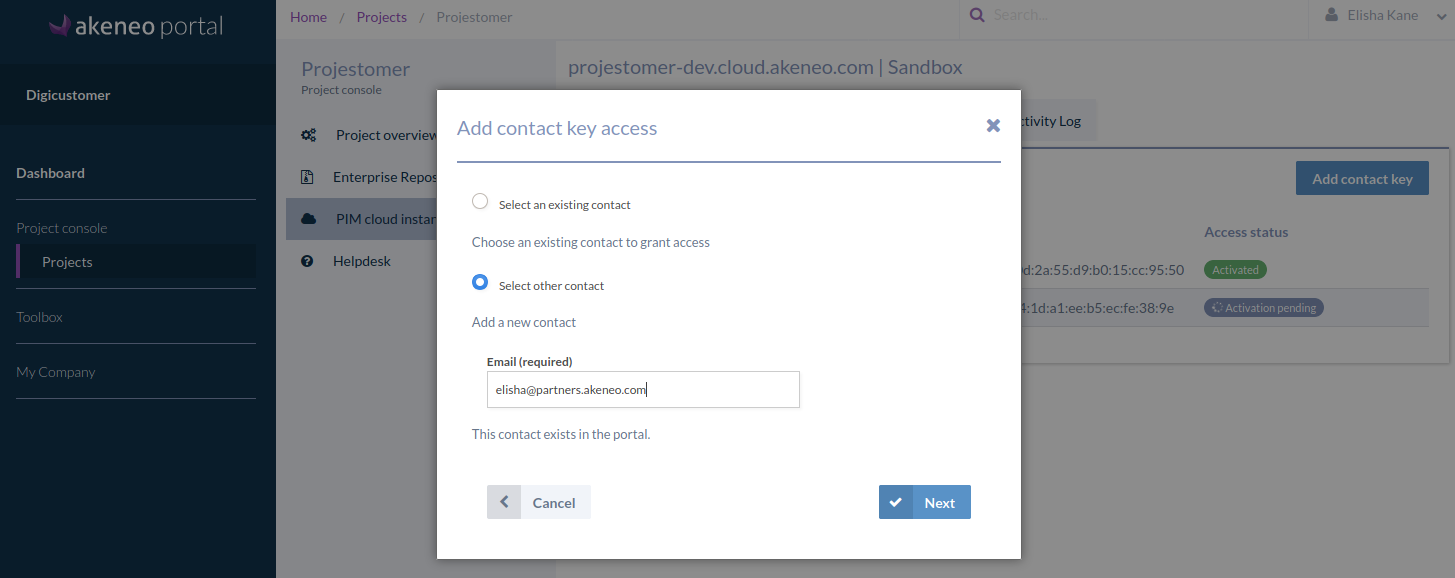 akeneo portal
Digicustomer
Dashboard
Project console
Projects
Toolbox
My Company
Home / Projects / Projestomer
Search...
Elisha Kane
Projestomer
Project console
Project overview
Enterprise Repos
PIM cloud instan
Helpdesk
projestomer-dev.cloud.akeneo.com | Sandbox
ctivity Log
Add contact key
Access status
d:2a:55:d9:b0:15:cc:95:50
Activated
4:1d:a1:ee:b5:ec:fe:38:9e
Activation pending
Add contact key access
Select an existing contact
Choose an existing contact to grant access
Select other contact
Add a new contact
Email (required)
elisha@partners.akeneo.com
This contact exists in the portal.
Cancel
Next